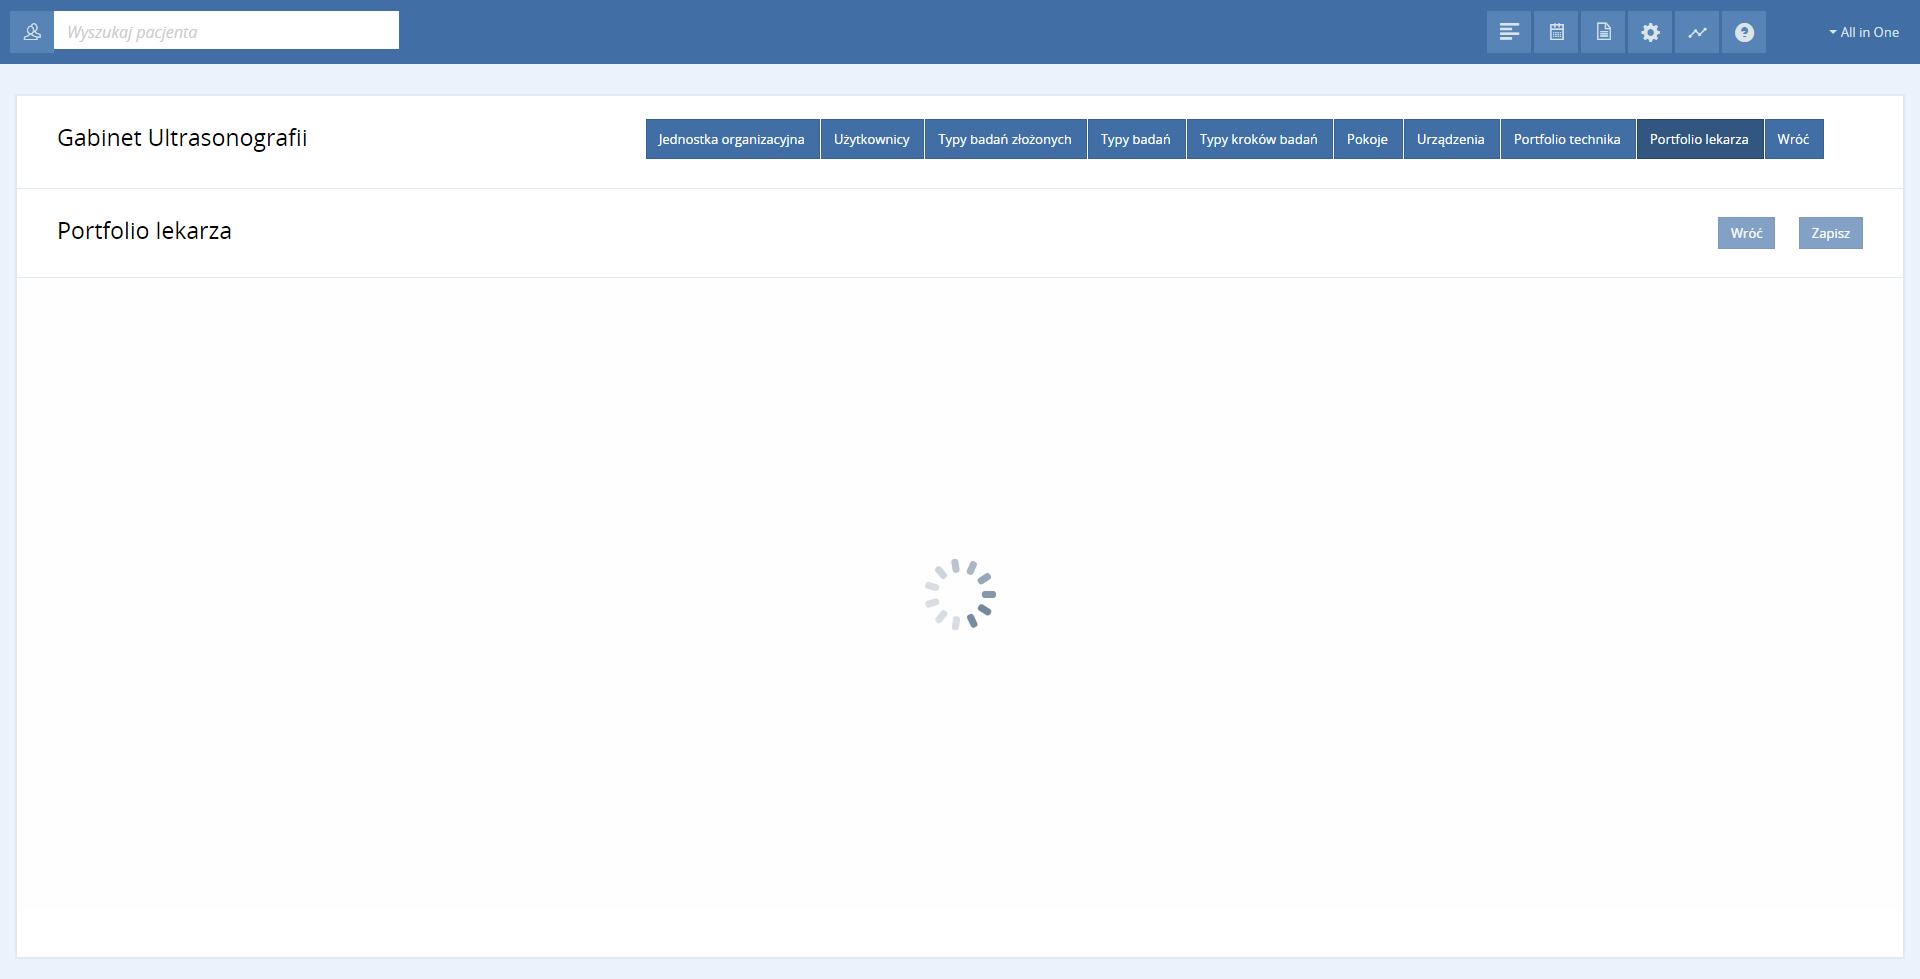 Wyszukaj pacjenta
All in One
Gabinet Ultrasonografii
Jednostka organizacyjna
Użytkownicy
Typy badań złożonych
Typy badań
Typy kroków badań
Pokoje
Urządzenia
Portfolio technika
Portfolio lekarza
Wróć
Portfolio lekarza
Wróć
Zapisz